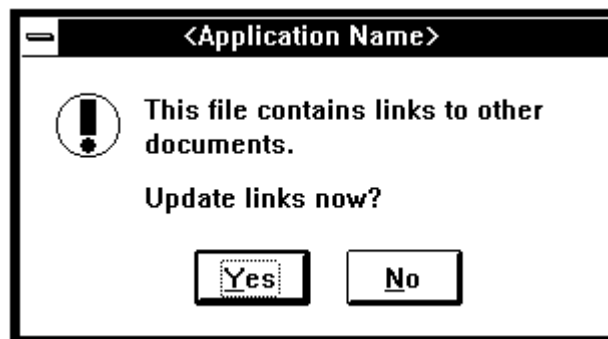 <Application Name>
This file contains links to other
documents.
Update links now?
Yes
No